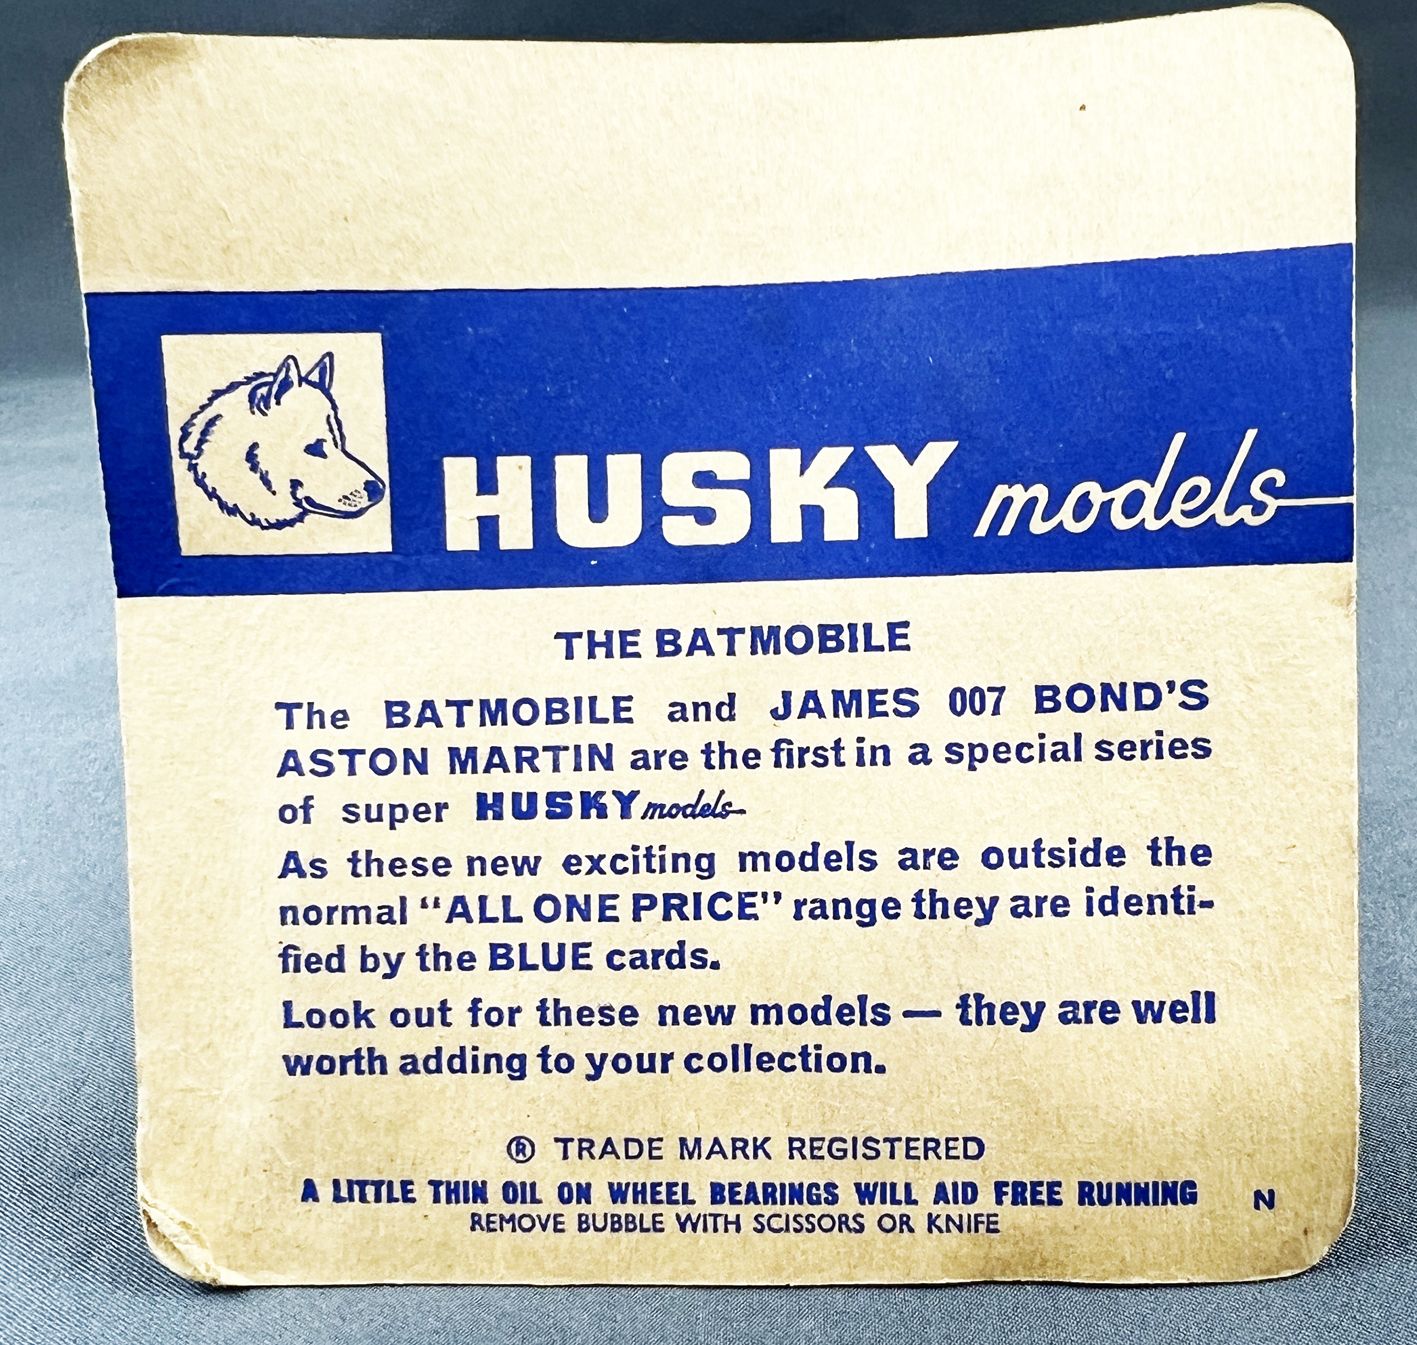 HUSKY models
THE BATMOBILE
The BATMOBILE and JAMES 007 BOND'S
ASTON MARTIN are the first in a special series
of super HUSKY models
As these new exciting models are outside the
normal “ALL ONE PRICE” range they are identi-
fied by the BLUE cards.
Look out for these new models — they are well
worth adding to your collection.
® TRADE MARK REGISTERED
A LITTLE THIN OIL ON WHEEL BEARINGS WILL AID FREE RUNNING N
REMOVE BUBBLE WITH SCISSORS OR KNIFE